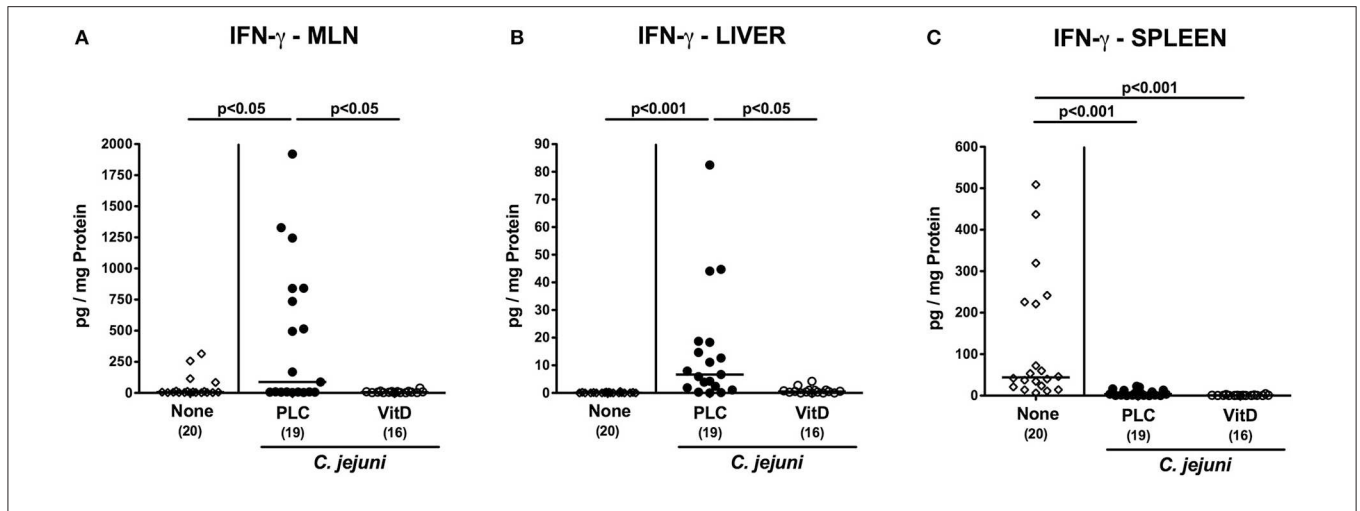 A
IFN-γ - MLN
p<0.05
p<0.05
pg / mg Protein
2000
1750
1500
1250
1000
750
500
250
0
None
PLC
VitD
(20)
(19)
(16)
C. jejuni
B
IFN-γ - LIVER
p<0.001
p<0.05
pg / mg Protein
90
80
70
60
50
40
30
20
10
0
None
PLC
VitD
(20)
(19)
(16)
C. jejuni
C
IFN-γ - SPLEEN
p<0.001
p<0.001
pg / mg Protein
600
500
400
300
200
100
0
None
PLC
VitD
(20)
(19)
(16)
C. jejuni